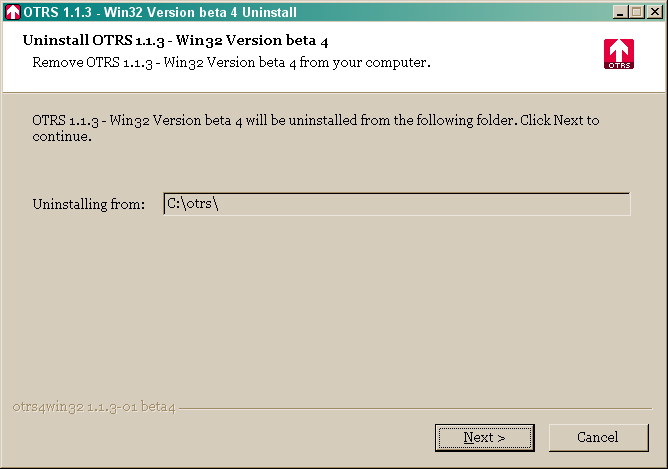 OTRS 1.1.3 - Win32 Version beta 4 Uninstall
Uninstall OTRS 1.1.3 - Win32 Version beta 4
Remove OTRS 1.1.3 - Win32 Version beta 4 from your computer.
OTRS
OTRS 1.1.3 - Win32 Version beta 4 will be uninstalled from the following folder. Click Next to
continue.
Uninstalling from: C:\otrs\
otrs4win32 1.1.3-01 beta4
Next > Cancel